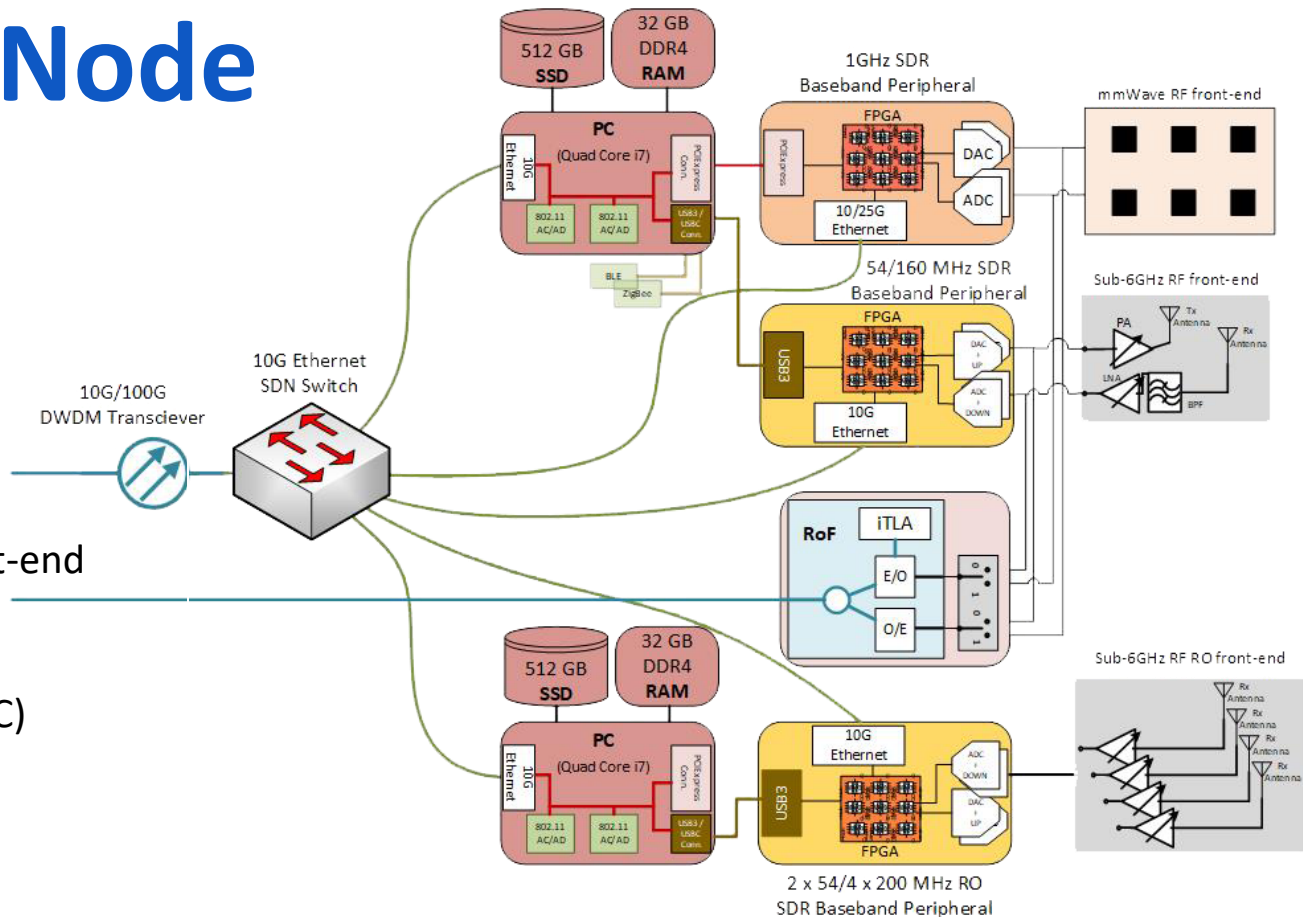 Node
512 GB
SSD
32 GB
DDR4
RAM
PC
(Quad Core i7)
10G
Ethernet
PCIExpress
Conn.
802.11
AC/AD
802.11
AC/AD
USB3 /
USBC
Conn.
BLE
ZigBee
1GHz SDR
Baseband Peripheral
FPGA
PCIExpress
DAC
ADC
10/25G
Ethernet
mmWave RF front-end
54/160 MHz SDR
Baseband Peripheral
FPGA
USB3
DAC
+
UP
ADC
+
DOWN
10G
Ethernet
Sub-6GHz RF front-end
PA
Tx
Antenna
Rx
Antenna
LNA
BPF
10G/100G
DWDM Transciever
10G Ethernet
SDN Switch
t-end
C)
RoF
iTLA
E/O
O/E
0
1
0
1
512 GB
SSD
32 GB
DDR4
RAM
PC
(Quad Core i7)
10G
Ethernet
PCIExpress
Conn.
802.11
AC/AD
802.11
AC/AD
USB3 /
USBC
Conn.
10G
Ethernet
USB3
ADC
+
DOWN
DAC
+
UP
FPGA
2 x 54/4 x 200 MHz RO
SDR Baseband Peripheral
Sub-6GHz RF RO front-end
Rx
Antenna
Rx
Antenna
Rx
Antenna
Rx
Antenna